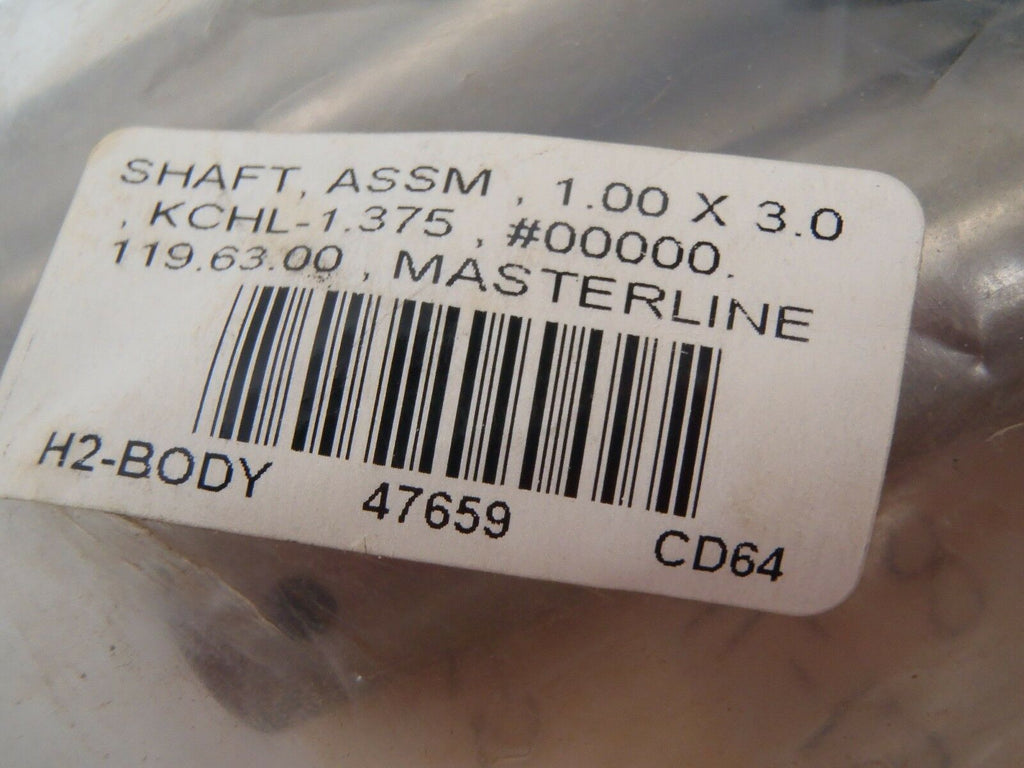 SHAFT, ASSM , 1.00 X 3.0
, KCHL-1.375 , #00000.
119.63.00 , MASTERLINE
H2-BODY 47659 CD64